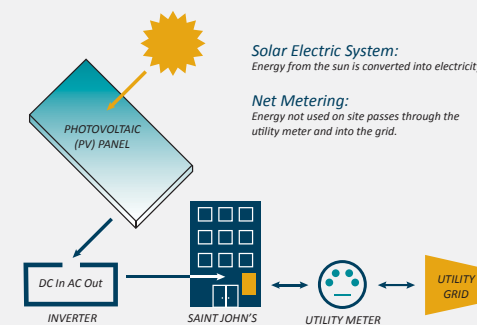 Solar Electric System:
Energy from the sun is converted into electricity
Net Metering:
Energy not used on site passes through the
utility meter and into the grid.
PHOTOVOLTAIC
(PV) PANEL
DC In AC Out
INVERTER
SAINT JOHN'S
UTILITY METER
UTILITY
GRID